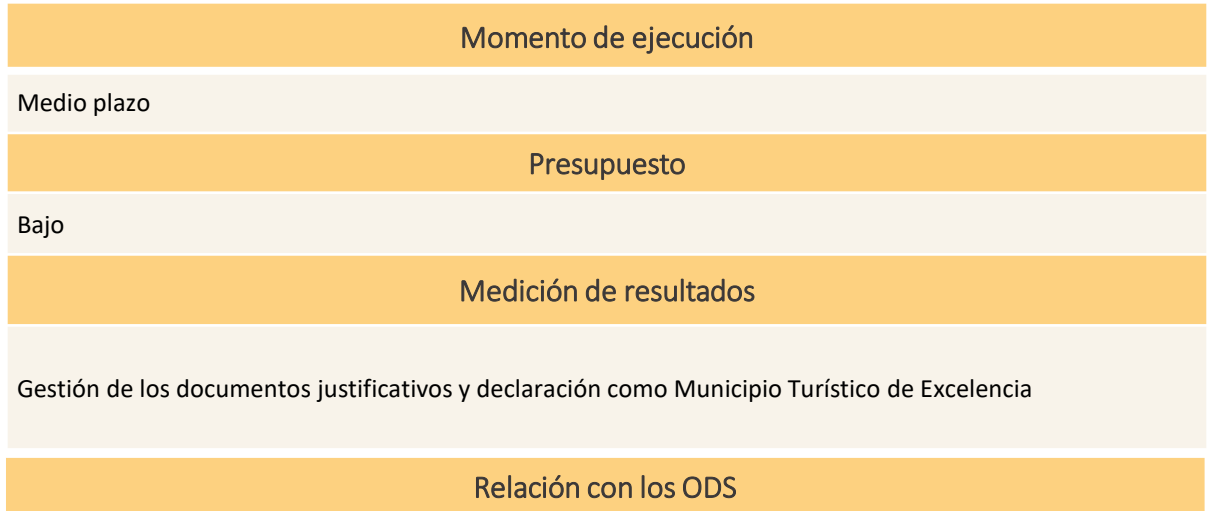 Momento de ejecución
Medio plazo
Presupuesto
Bajo
Medición de resultados
Gestión de los documentos justificativos y declaración como Municipio Turístico de Excelencia
Relación con los ODS